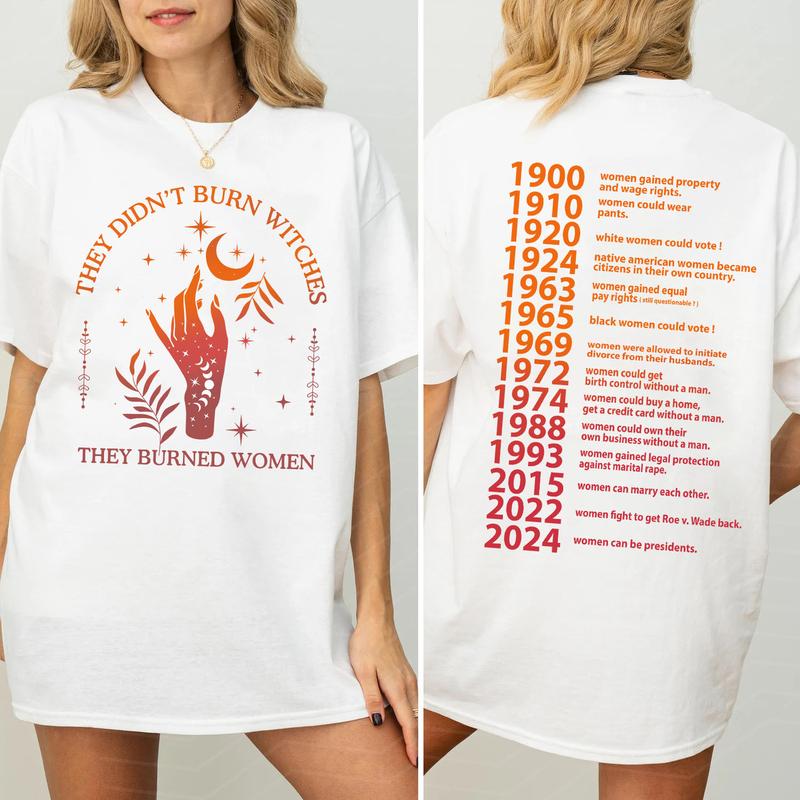 THEY DIDN'T BURN WITCHES
THEY BURNED WOMEN
1900 women gained property
and wage rights.
1910 women could wear
pants.
1920 white women could vote !
1924 native american women became
citizens in their own country.
1963 women gained equal
pay rights ( still questionable ? )
1965 black women could vote !
1969 women were allowed to initiate
divorce from their husbands.
1972 women could get
birth control without a man.
1974 women could buy a home,
get a credit card without a man.
1988 women could own their
own business without a man.
1993 women gained legal protection
against marital rape.
2015 women can marry each other.
2022 women fight to get Roe v. Wade back.
2024 women can be presidents.